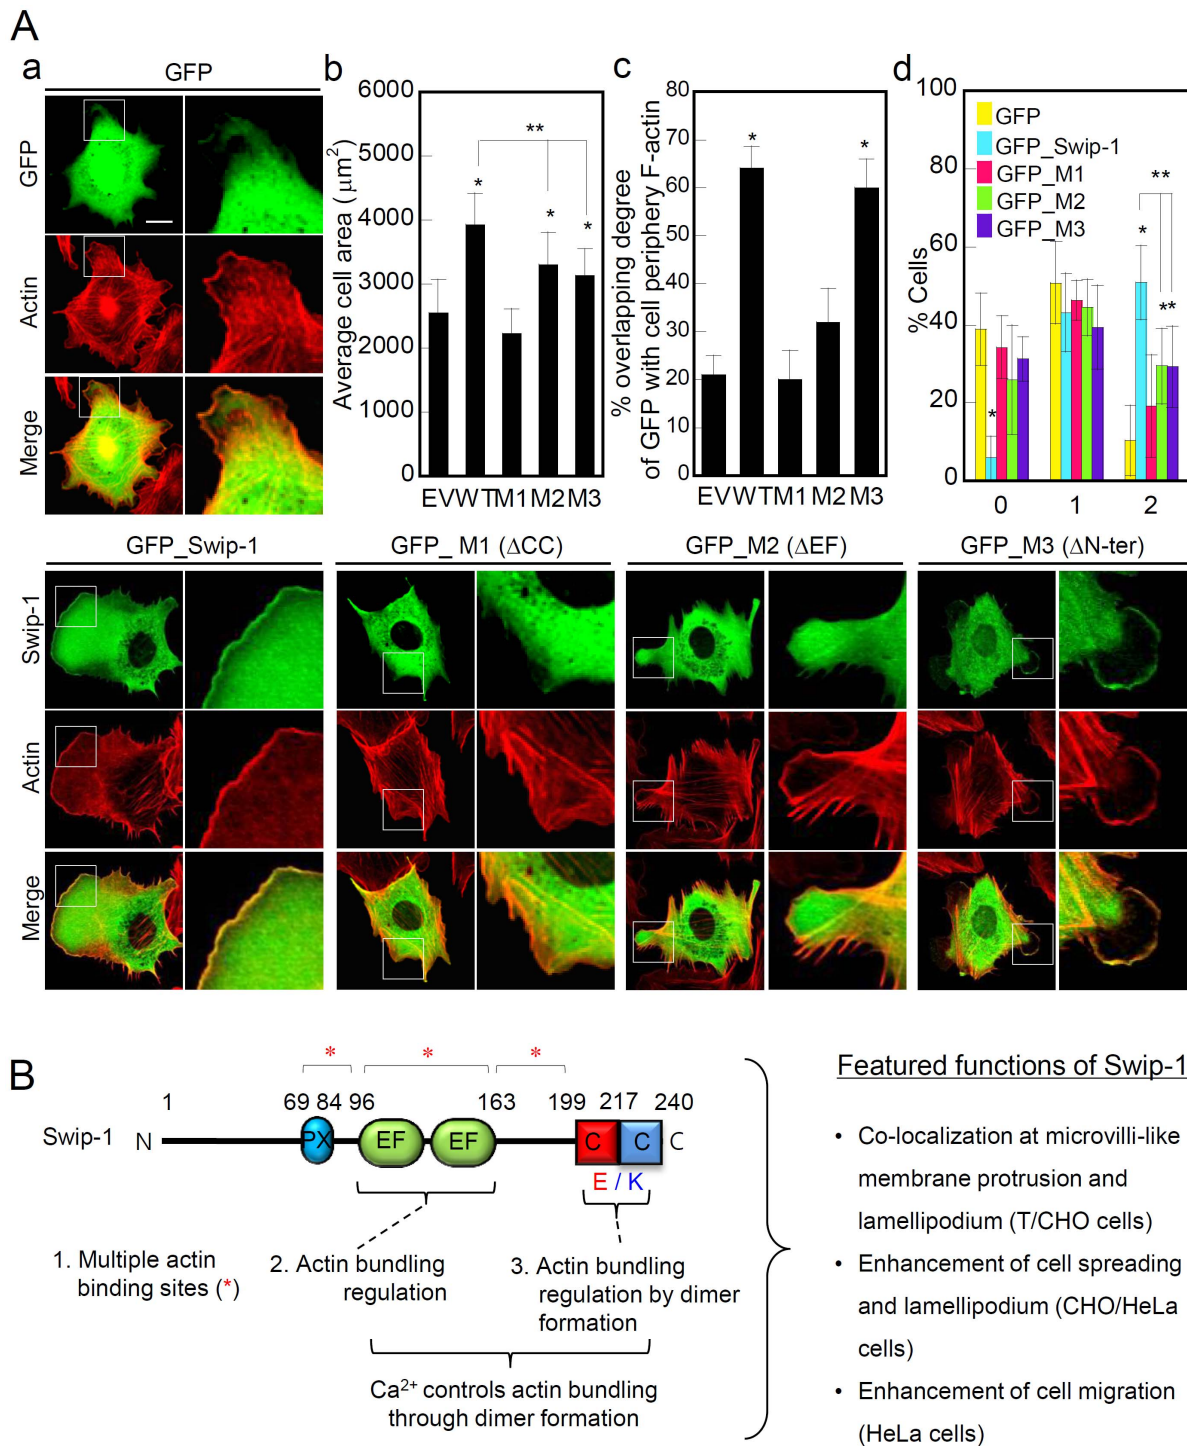 A
a
GFP
GFP
Actin
Merge
b
6000
5000
4000
3000
2000
1000
0
Average cell area (μm²)
**
*
*
*
EV WT M1 M2 M3
c
80
70
60
50
40
30
20
10
0
% overlapping degree
of GFP with cell periphery F-actin
*
*
EV WT M1 M2 M3
d
100
80
60
40
20
0
% Cells
GFP
GFP_Swip-1
GFP_M1
GFP_M2
GFP_M3
*
**
*
**
0 1 2
GFP_Swip-1
GFP_ M1 (ΔCC)
GFP_M2 (ΔEF)
GFP_M3 (ΔN-ter)
Swip-1
Actin
Merge
B
* * *
1 69 84 96 163 199 217 240
Swip-1 N PX EF EF C C C
E / K
1. Multiple actin
binding sites (*)
2. Actin bundling
regulation
3. Actin bundling
regulation by dimer
formation
Ca²⁺ controls actin bundling
through dimer formation
Featured functions of Swip-1
• Co-localization at microvilli-like
membrane protrusion and
lamellipodium (T/CHO cells)
• Enhancement of cell spreading
and lamellipodium (CHO/HeLa
cells)
• Enhancement of cell migration
(HeLa cells)